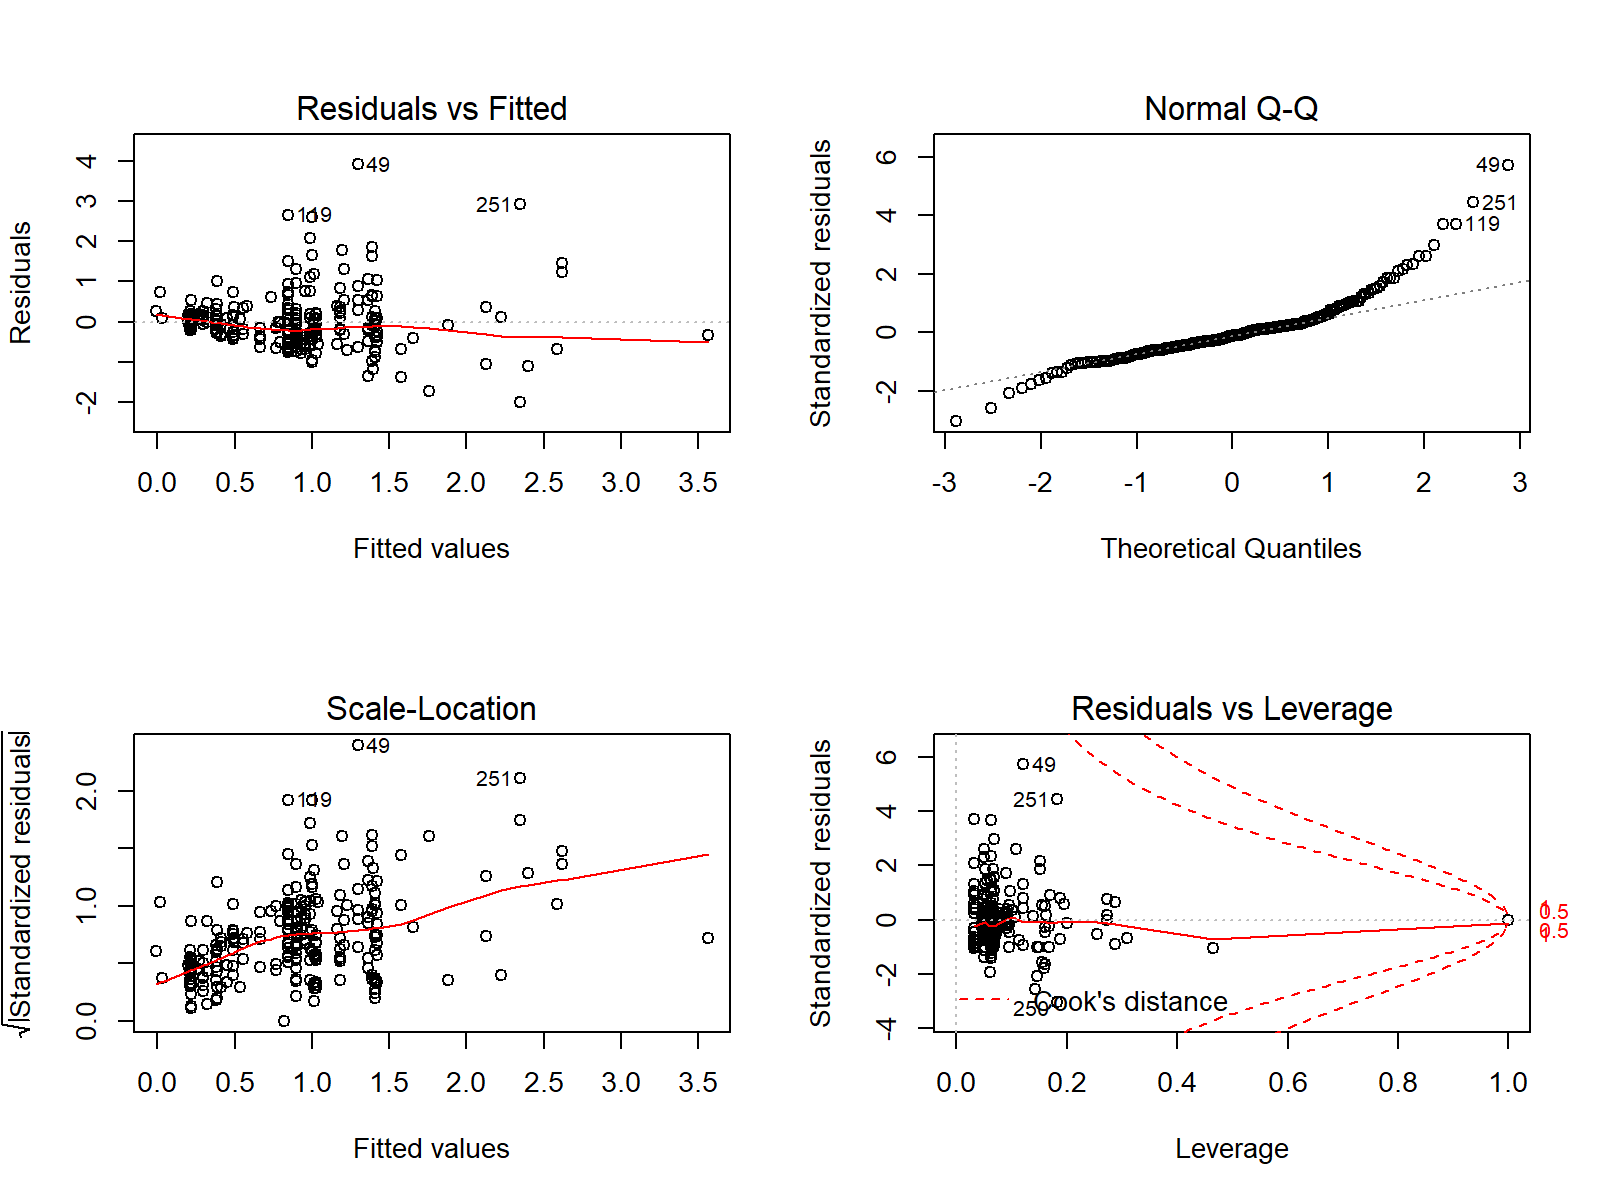 Residuals vs Fitted
Residuals
4
3
2
1
0
-2
49
119
251
0.0 0.5 1.0 1.5 2.0 2.5 3.0 3.5
Fitted values
Normal Q-Q
Standardized residuals
6
4
2
0
-2
49
251
119
-3 -2 -1 0 1 2 3
Theoretical Quantiles
Scale-Location
√|Standardized residuals|
2.0
1.0
0.0
49
251
119
0.0 0.5 1.0 1.5 2.0 2.5 3.0 3.5
Fitted values
Residuals vs Leverage
Standardized residuals
6
4
2
0
-2
-4
49
251
250
Cook's distance
1
0.5
0.5
1
0.0 0.2 0.4 0.6 0.8 1.0
Leverage